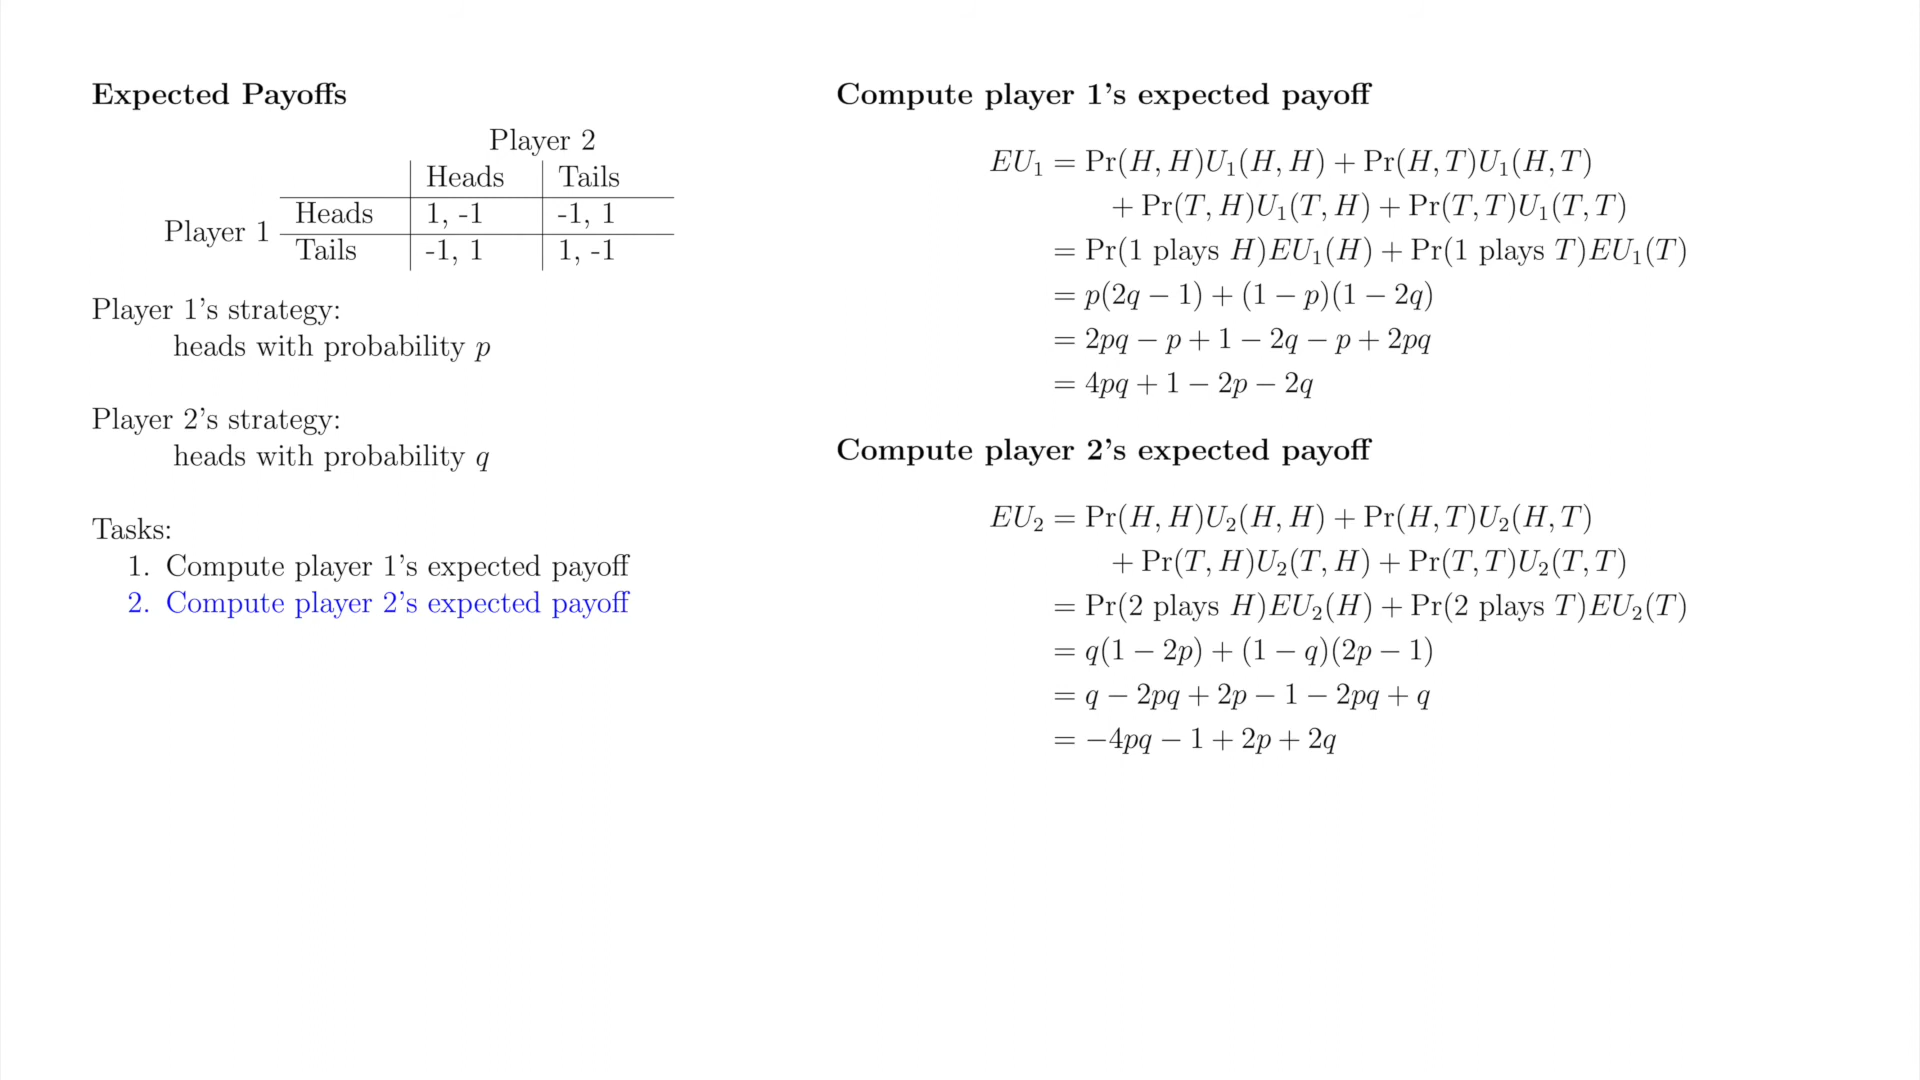 Expected Payoffs
Player 2
Heads Tails
Heads 1, -1 -1, 1
Player 1
Tails -1, 1 1, -1
Player 1’s strategy:
heads with probability p
Player 2’s strategy:
heads with probability q
Tasks:
1. Compute player 1’s expected payoff
2. Compute player 2’s expected payoff
Compute player 1’s expected payoff
EU₁ = Pr(H, H)U₁(H, H) + Pr(H, T)U₁(H, T)
+ Pr(T, H)U₁(T, H) + Pr(T, T)U₁(T, T)
= Pr(1 plays H)EU₁(H) + Pr(1 plays T)EU₁(T)
= p(2q − 1) + (1 − p)(1 − 2q)
= 2pq − p + 1 − 2q − p + 2pq
= 4pq + 1 − 2p − 2q
Compute player 2’s expected payoff
EU₂ = Pr(H, H)U₂(H, H) + Pr(H, T)U₂(H, T)
+ Pr(T, H)U₂(T, H) + Pr(T, T)U₂(T, T)
= Pr(2 plays H)EU₂(H) + Pr(2 plays T)EU₂(T)
= q(1 − 2p) + (1 − q)(2p − 1)
= q − 2pq + 2p − 1 − 2pq + q
= −4pq − 1 + 2p + 2q